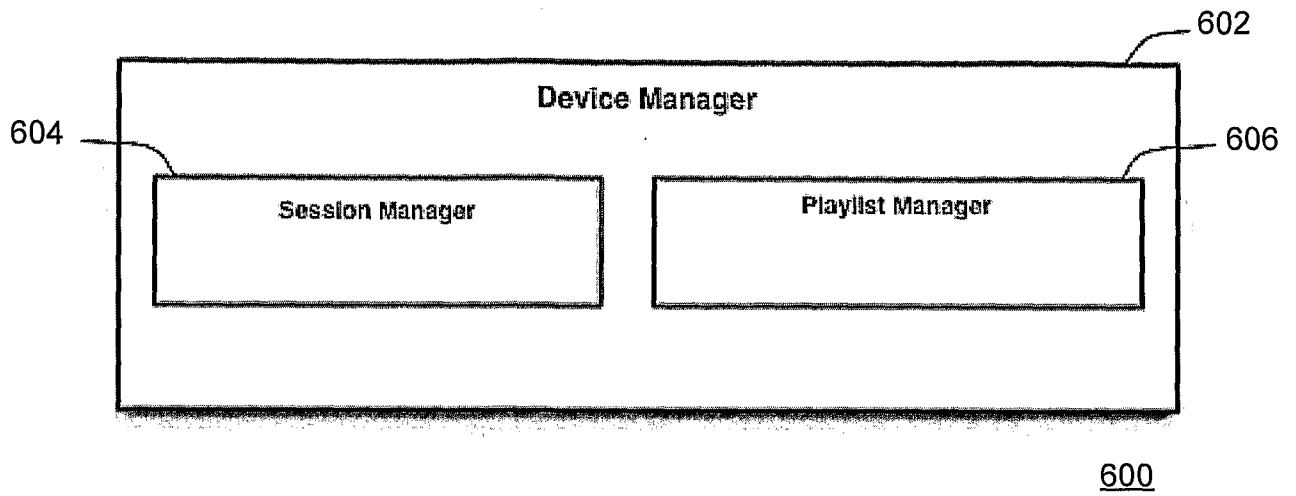 602
Device Manager
604
606
Session Manager
Playlist Manager
600